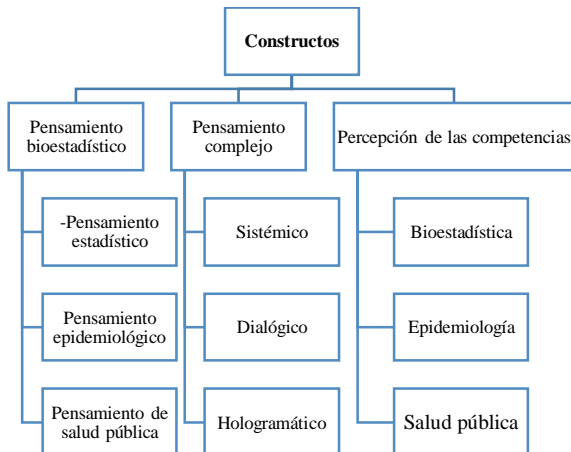 Constructos
Pensamiento
bioestadístico
Pensamiento
complejo
Percepción de las competencias
-Pensamiento
estadístico
Sistémico
Bioestadística
Pensamiento
epidemiológico
Dialógico
Epidemiología
Pensamiento de
salud pública
Hologramático
Salud pública